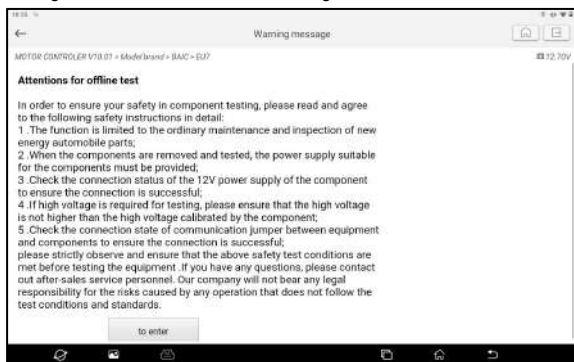 Warning message
MOTOR CONTROLER V10.01 > Model brand > BAIC > EU7
12.70V
Attentions for offline test
In order to ensure your safety in component testing, please read and agree
to the following safety instructions in detail:
1 .The function is limited to the ordinary maintenance and inspection of new
energy automobile parts;
2 .When the components are removed and tested, the power supply suitable
for the components must be provided;
3 .Check the connection status of the 12V power supply of the component
to ensure the connection is successful;
4 .If high voltage is required for testing, please ensure that the high voltage
is not higher than the high voltage calibrated by the component;
5 .Check the connection state of communication jumper between equipment
and components to ensure the connection is successful;
please strictly observe and ensure that the above safety test conditions are
met before testing the equipment .If you have any questions, please contact
out after-sales service personnel. Our company will not bear any legal
responsibility for the risks caused by any operation that does not follow the
test conditions and standards.
to enter